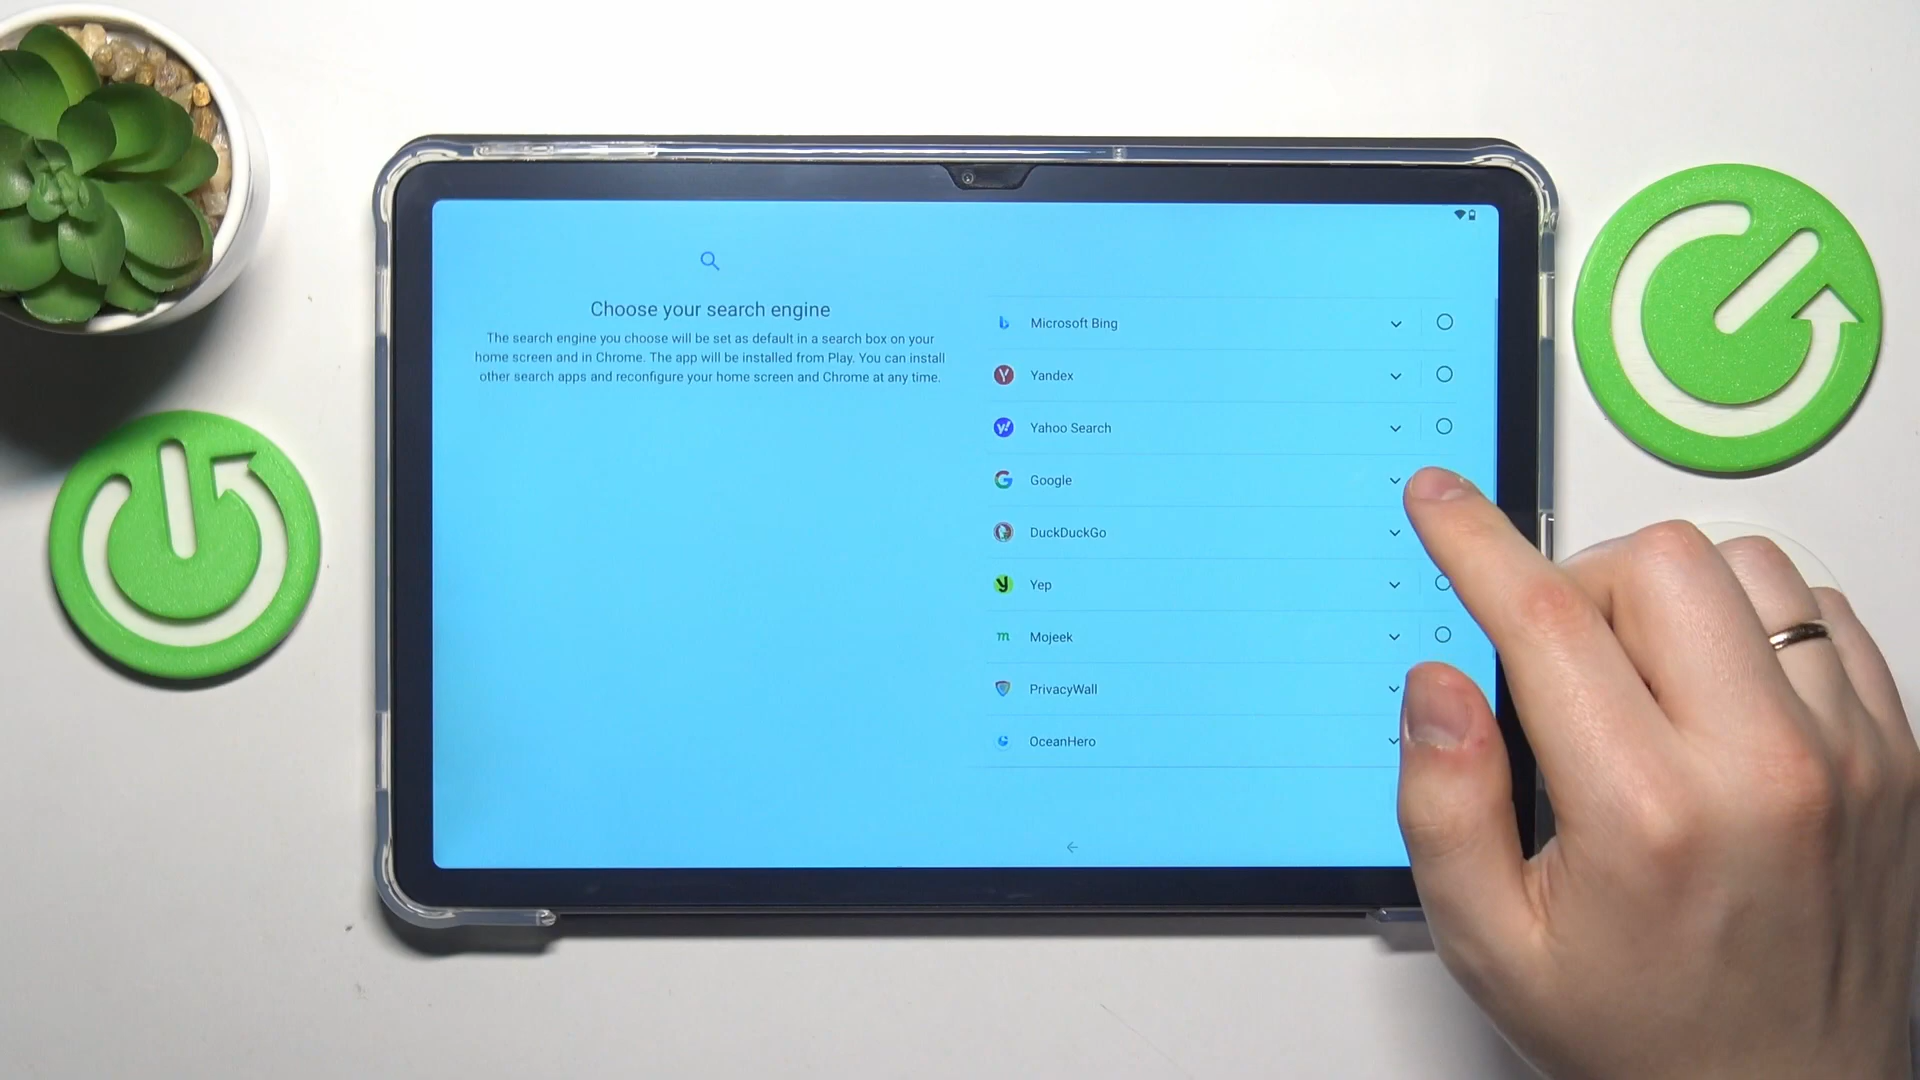 Choose your search engine
The search engine you choose will be set as default in a search box on your
home screen and in Chrome. The app will be installed from Play. You can install
other search apps and reconfigure your home screen and Chrome at any time.
Microsoft Bing
Yandex
Yahoo Search
Google
DuckDuckGo
Yep
Mojeek
PrivacyWall
OceanHero